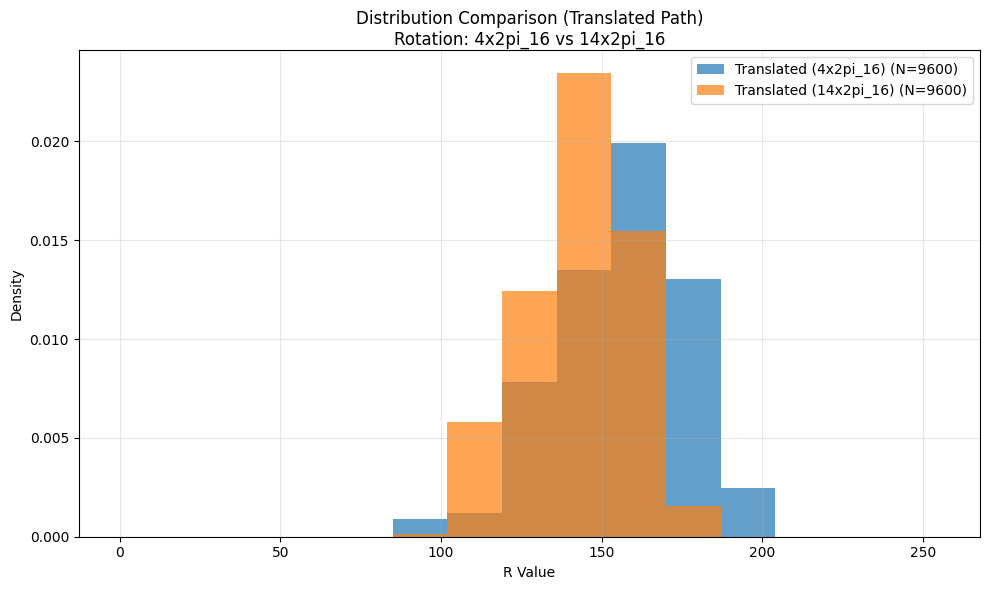 Distribution Comparison (Translated Path)
Rotation: 4x2pi_16 vs 14x2pi_16
Translated (4x2pi_16) (N=9600)
Translated (14x2pi_16) (N=9600)
Density
0.020
0.015
0.010
0.005
0.000
0 50 100 150 200 250
R Value